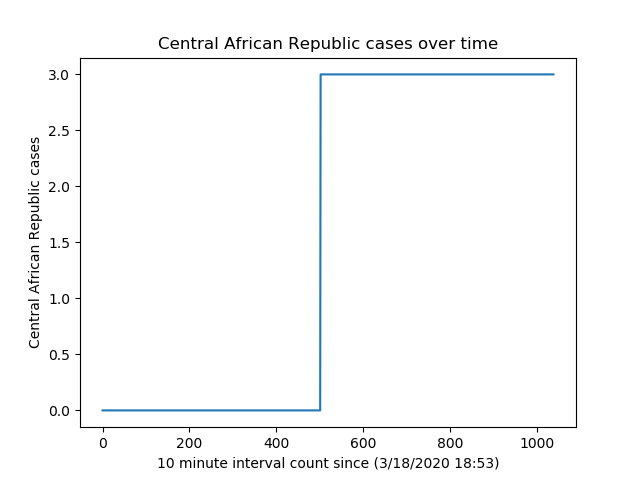 Central African Republic cases over time
3.0
2.5
2.0
1.5
1.0
0.5
0.0
Central African Republic cases
0 200 400 600 800 1000
10 minute interval count since (3/18/2020 18:53)